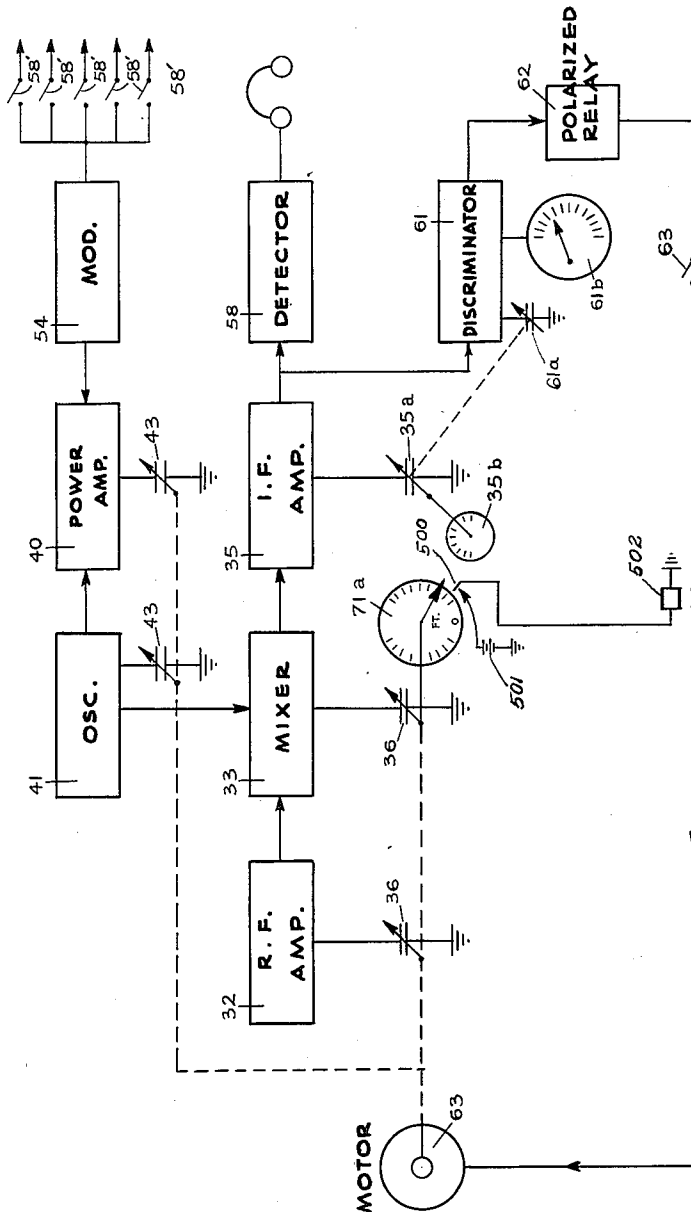 58'
58'
58'
58'
58'
54
MOD.
40
POWER
AMP.
43
41
OSC.
43
58
DETECTOR
35
I.F.
AMP.
35a
35b
33
MIXER
36
32
R.F.
AMP.
36
61
DISCRIMINATOR
61a
61b
62
POLARIZED
RELAY
63
71a
FT.
0
500
501
502
MOTOR
63